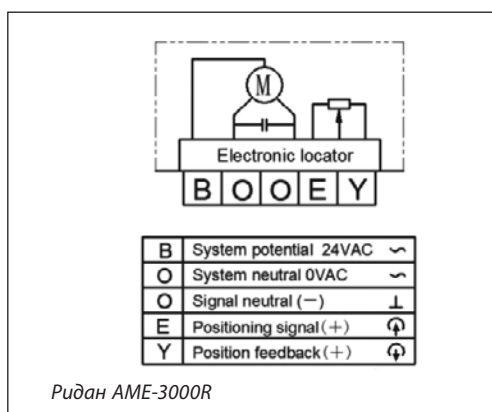 M
Electronic locator
B O O E Y
B System potential 24VAC ∽
O System neutral 0VAC ∽
O Signal neutral (—) ⊥
E Positioning signal (+)
Y Position feedback (+)
Ридан AME-3000R